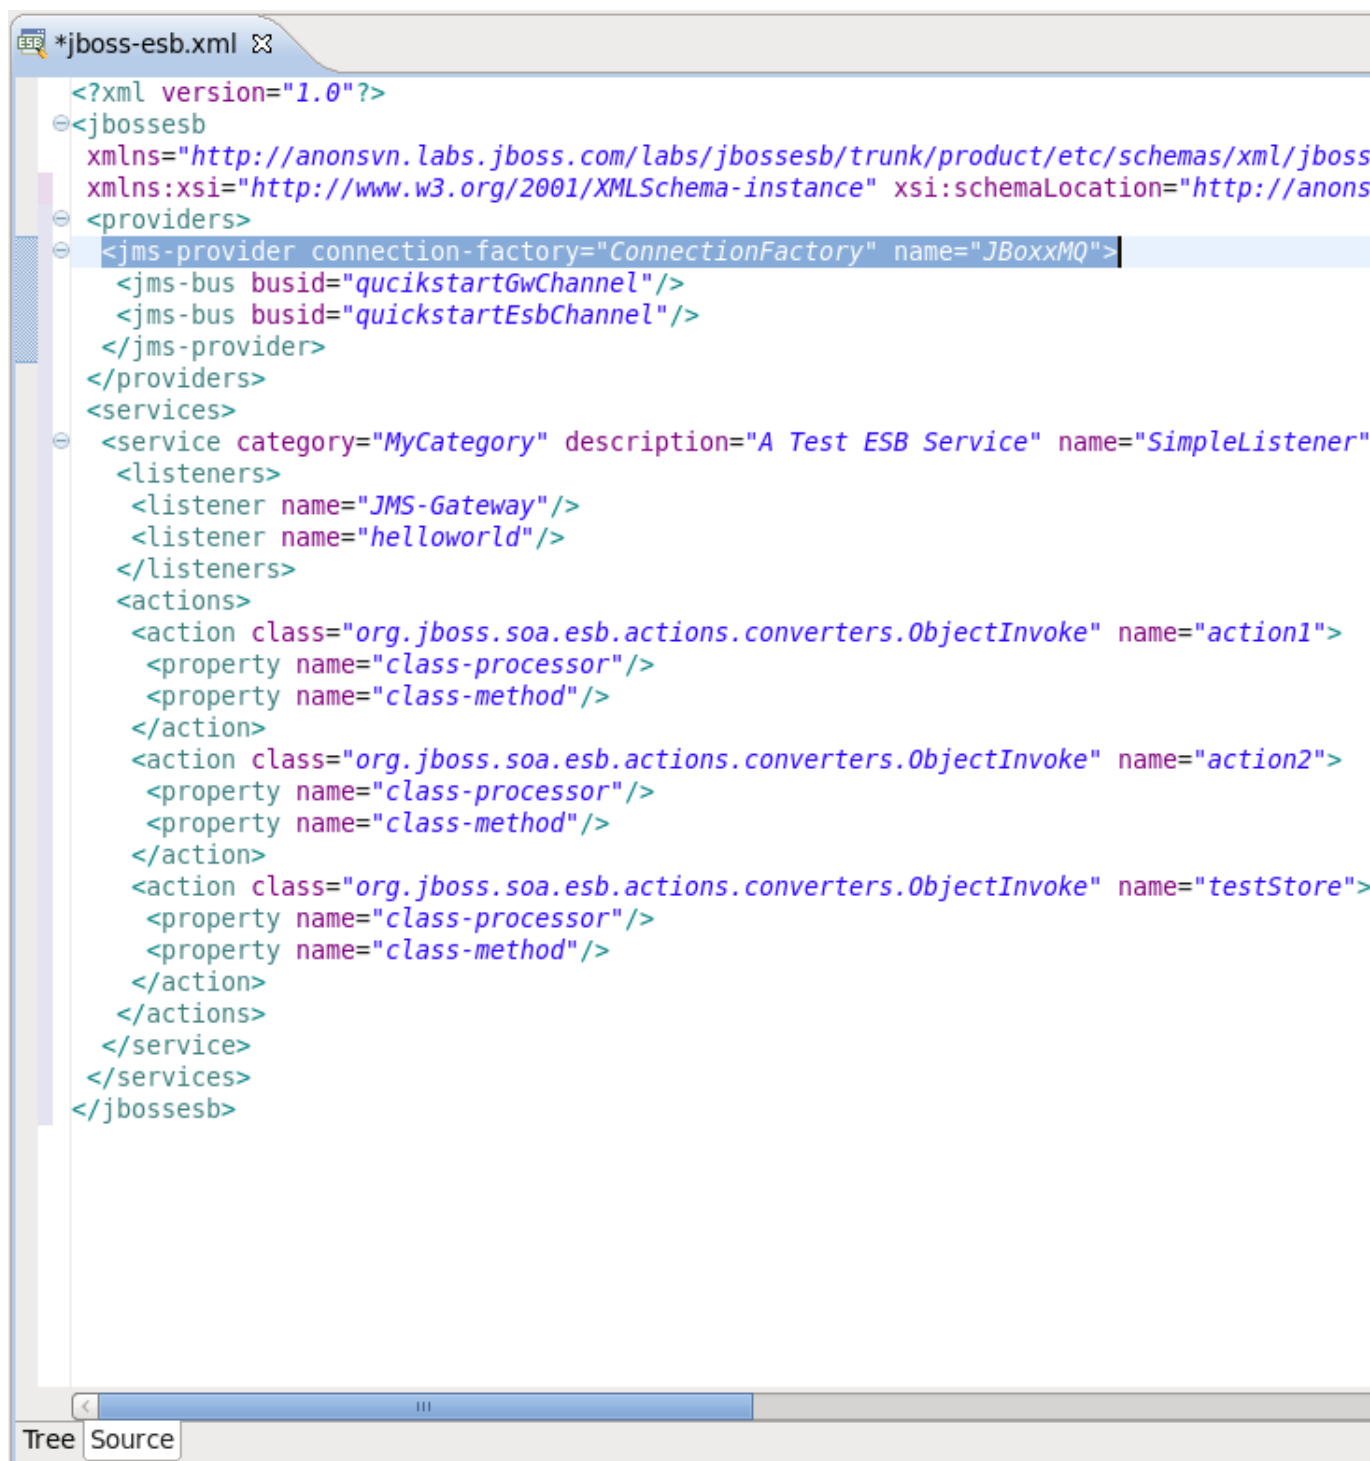 *jboss-esb.xml
<?xml version="1.0"?>
<jbossesb
xmlns="http://anonsvn.labs.jboss.com/labs/jbossesb/trunk/product/etc/schemas/xml/jboss
xmlns:xsi="http://www.w3.org/2001/XMLSchema-instance" xsi:schemaLocation="http://anons
<providers>
<jms-provider connection-factory="ConnectionFactory" name="JBoxxMQ">
<jms-bus busid="qucikstartGwChannel"/>
<jms-bus busid="quickstartEsbChannel"/>
</jms-provider>
</providers>
<services>
<service category="MyCategory" description="A Test ESB Service" name="SimpleListener"
<listeners>
<listener name="JMS-Gateway"/>
<listener name="helloworld"/>
</listeners>
<actions>
<action class="org.jboss.soa.esb.actions.converters.ObjectInvoke" name="action1">
<property name="class-processor"/>
<property name="class-method"/>
</action>
<action class="org.jboss.soa.esb.actions.converters.ObjectInvoke" name="action2">
<property name="class-processor"/>
<property name="class-method"/>
</action>
<action class="org.jboss.soa.esb.actions.converters.ObjectInvoke" name="testStore">
<property name="class-processor"/>
<property name="class-method"/>
</action>
</actions>
</service>
</services>
</jbossesb>
Tree Source